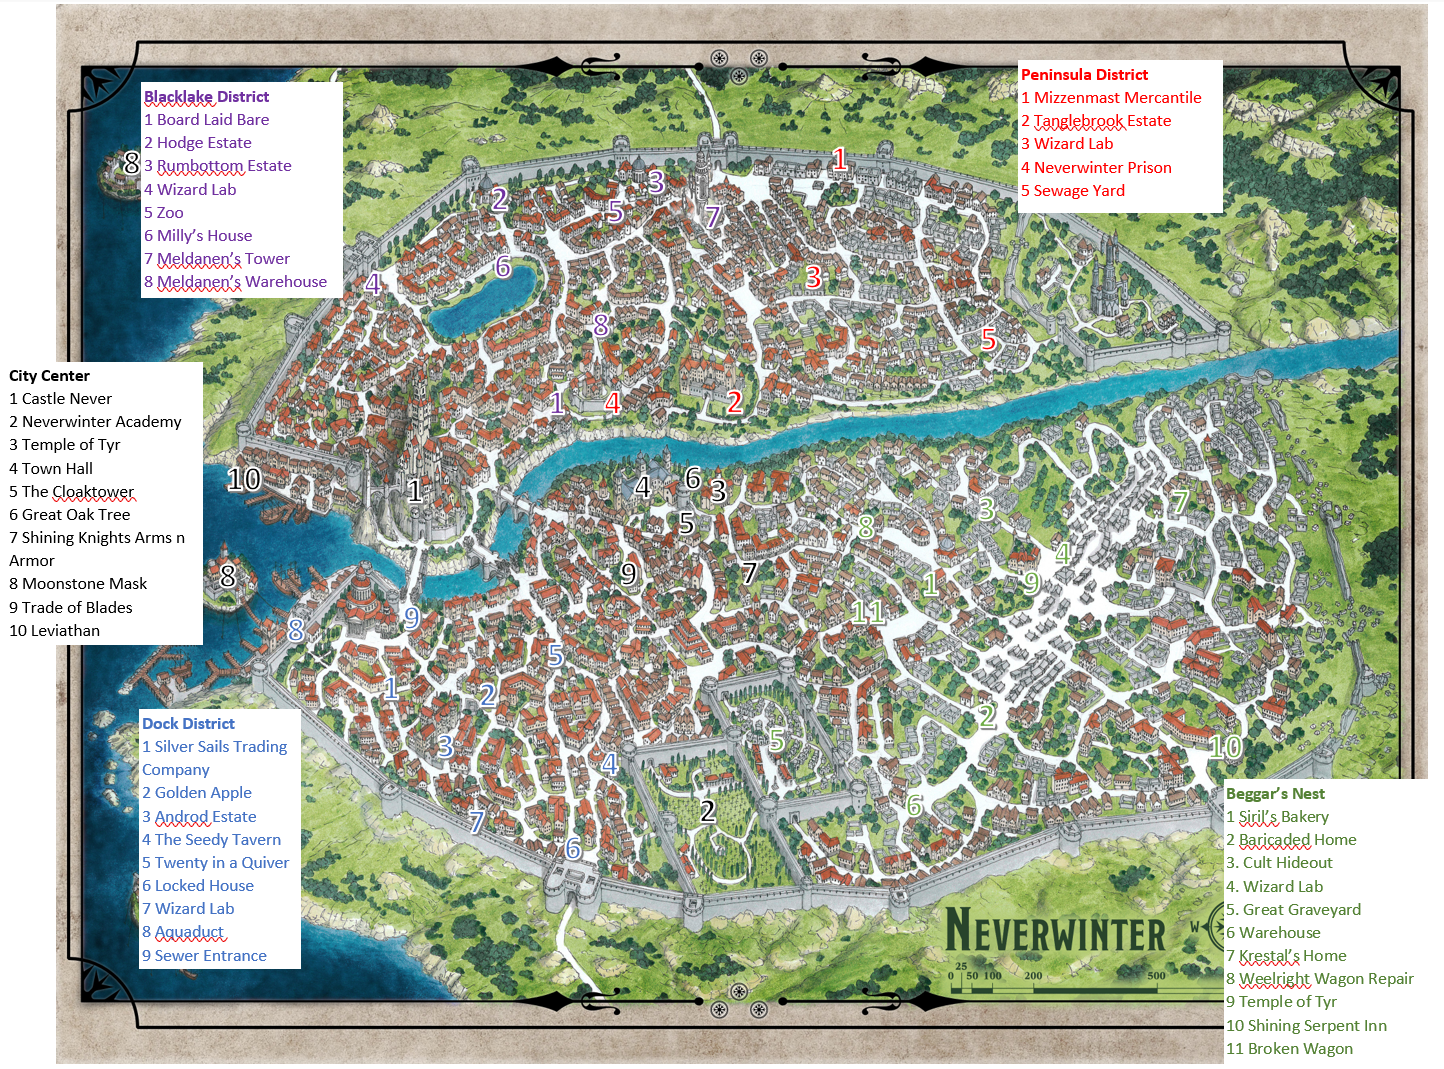 Blacklake District
1 Board Laid Bare
2 Hodge Estate
3 Rumbottom Estate
4 Wizard Lab
5 Zoo
6 Milly's House
7 Meldanen's Tower
8 Meldanen's Warehouse
Peninsula District
1 Mizzenmast Mercantile
2 Tanglebrook Estate
3 Wizard Lab
4 Neverwinter Prison
5 Sewage Yard
City Center
1 Castle Never
2 Neverwinter Academy
3 Temple of Tyr
4 Town Hall
5 The Cloaktower
6 Great Oak Tree
7 Shining Knights Arms n
Armor
8 Moonstone Mask
9 Trade of Blades
10 Leviathan
Dock District
1 Silver Sails Trading
Company
2 Golden Apple
3 Androd Estate
4 The Seedy Tavern
5 Twenty in a Quiver
6 Locked House
7 Wizard Lab
8 Aquaduct
9 Sewer Entrance
Beggar's Nest
1 Siril's Bakery
2 Baricaded Home
3. Cult Hideout
4. Wizard Lab
5. Great Graveyard
6 Warehouse
7 Krestal's Home
8 Weelright Wagon Repair
9 Temple of Tyr
10 Shining Serpent Inn
11 Broken Wagon
8
1
2
3
5
7
6
4
3
8
5
1
4
2
10
1
4
6
3
5
3
7
8
4
8
9
7
9
1
9
11
8
9
5
1
2
2
3
4
5
10
2
6
7
6
NEVERWINTER
W
25
0 50 100 200 500